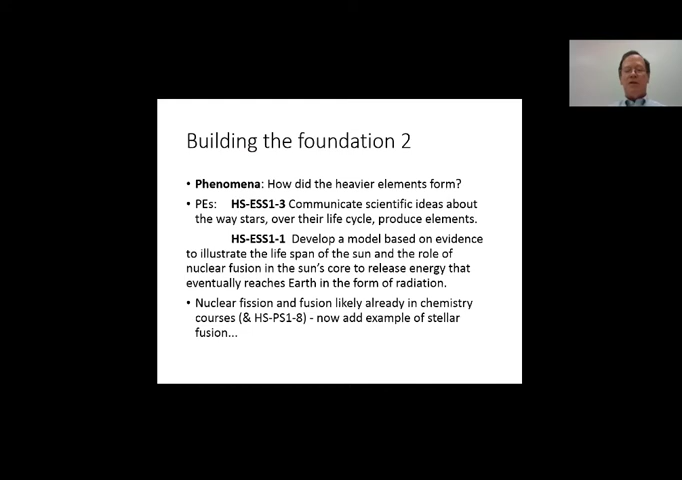 Building the foundation 2
• Phenomena: How did the heavier elements form?
• PEs: HS-ESS1-3 Communicate scientific ideas about
the way stars, over their life cycle, produce elements.
HS-ESS1-1 Develop a model based on evidence
to illustrate the life span of the sun and the role of
nuclear fusion in the sun's core to release energy that
eventually reaches Earth in the form of radiation.
• Nuclear fission and fusion likely already in chemistry
courses (& HS-PS1-8) - now add example of stellar
fusion...